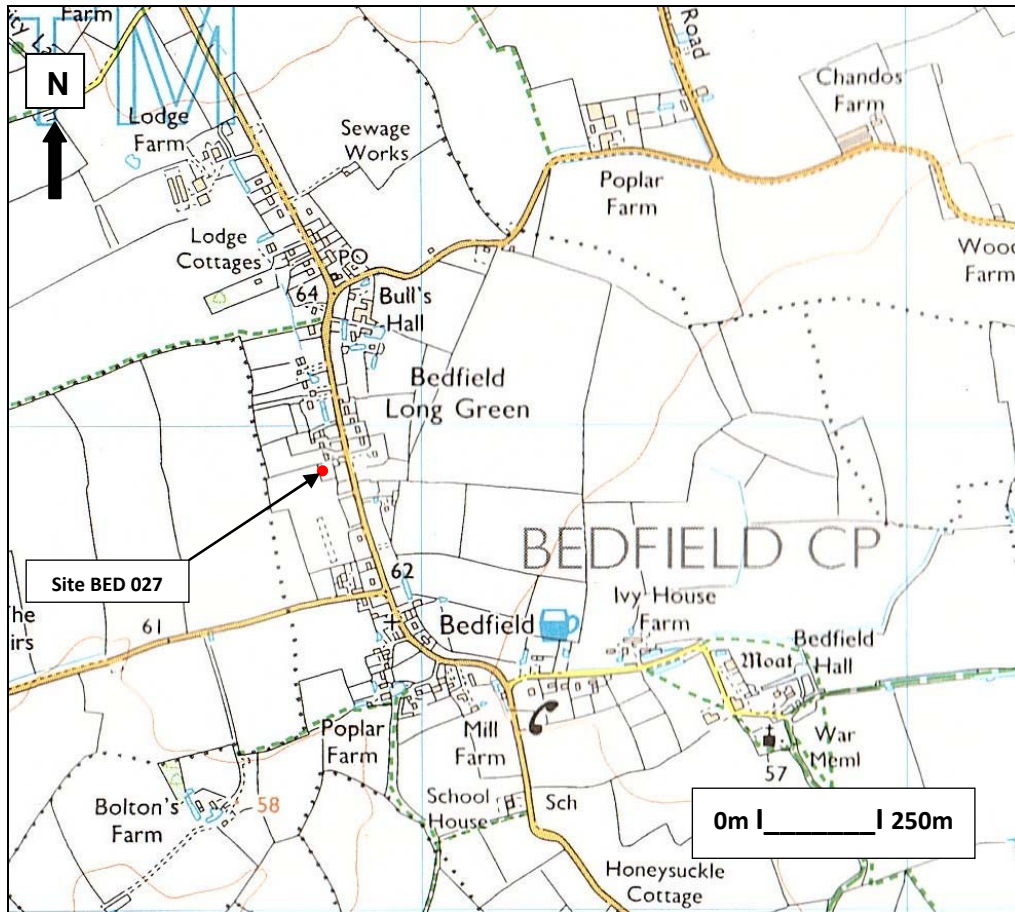 Farm
TM
Road
N
Chandos
Farm
Lodge
Farm
Sewage
Works
Poplar
Farm
Lodge
Cottages
PO
Wood
Farm
64
Bull's
Hall
Bedfield
Long Green
BEDFIELD CP
Site BED 027
62
Ivy House
Farm
61
Bedfield
Moat
Bedfield
Hall
Poplar
Farm
Mill
Farm
War
Meml
57
Bolton's
Farm
58
School
House
Sch
0m I________I 250m
Honeysuckle
Cottage